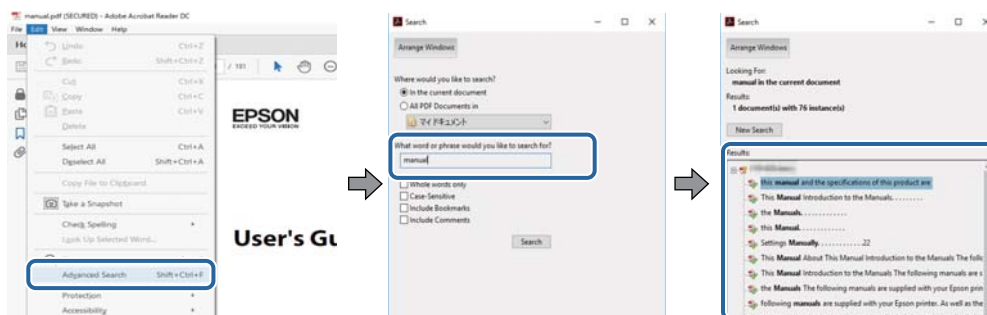 manual.pdf (SECURED) - Adobe Acrobat Reader DC
File Edit View Window Help
Undo Ctrl+Z
Redo Shift+Ctrl+Z
Cut Ctrl+X
Copy Ctrl+C
Paste Ctrl+V
Delete
Select All Ctrl+A
Deselect All Shift+Ctrl+A
Copy File to Clipboard
Take a Snapshot
Check Spelling
Look Up Selected Word...
Advanced Search Shift+Ctrl+F
Protection
Accessibility
/ 191
EPSON
EXCEED YOUR VISION
User's Gu
Search
Arrange Windows
Where would you like to search?
In the current document
All PDF Documents in
マイ ドキュメント
What word or phrase would you like to search for?
manual
Whole words only
Case-Sensitive
Include Bookmarks
Include Comments
Search
Search
Arrange Windows
Looking For:
manual in the current document
Results:
1 document(s) with 76 instance(s)
New Search
Results:
this manual and the specifications of this product are
This Manual Introduction to the Manuals.........
the Manuals.............
this Manual.............
Settings Manually.............22
This Manual About This Manual Introduction to the Manuals The follo
This Manual Introduction to the Manuals The following manuals are s
the Manuals The following manuals are supplied with your Epson prin
following manuals are supplied with your Epson printer. As well as the